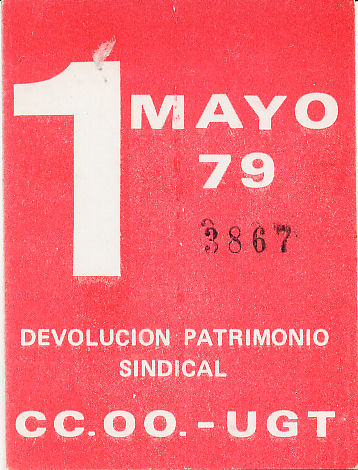 1 MAYO
79
3867
DEVOLUCION PATRIMONIO
SINDICAL
CC.OO.-UGT